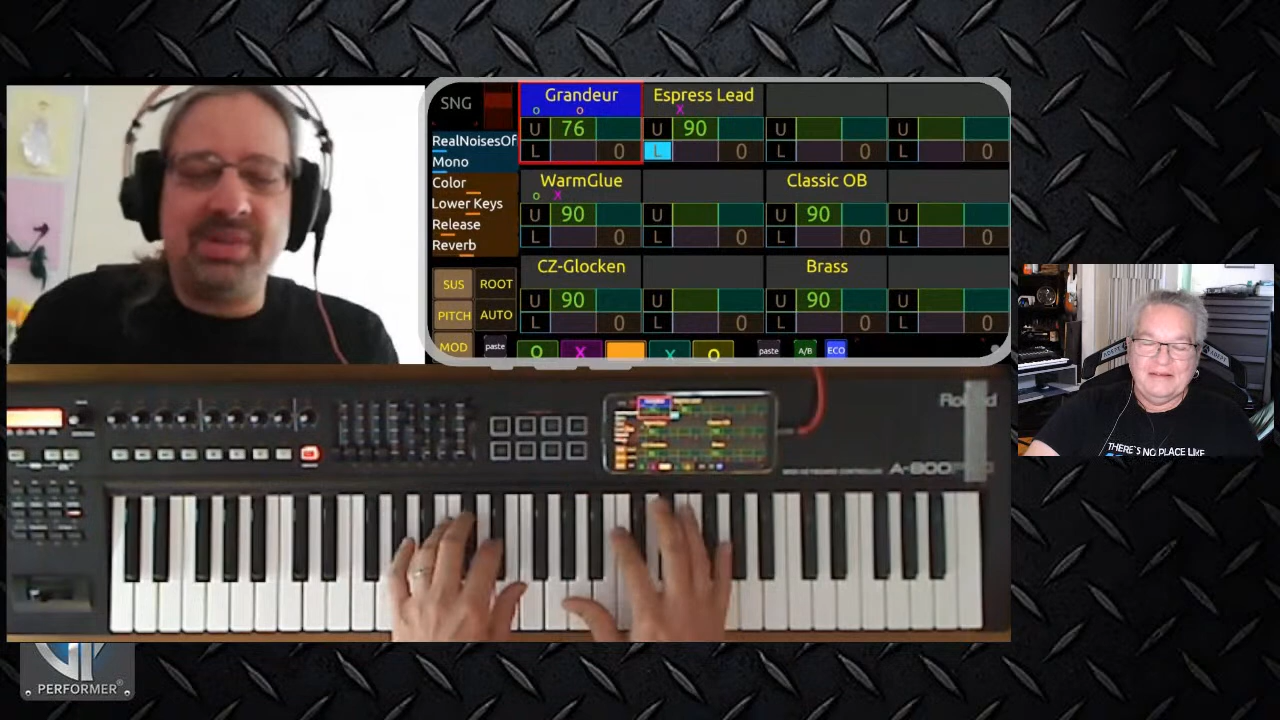 SNG
Grandeur
Espress Lead
U 76
U 90
U
U
L 0
L 0
L 0
L 0
RealNoisesOf
Mono
Color
Lower Keys
Release
Reverb
WarmGlue
Classic OB
U 90
U
U 90
U
L 0
L 0
L 0
L 0
CZ-Glocken
Brass
U 90
U
U 90
U
L 0
L 0
L 0
L 0
SUS ROOT
PITCH AUTO
MOD
paste
O X X O
paste
A/B
ECO
THERE'S NO PLACE LIKE
A-800
GP
PERFORMER®